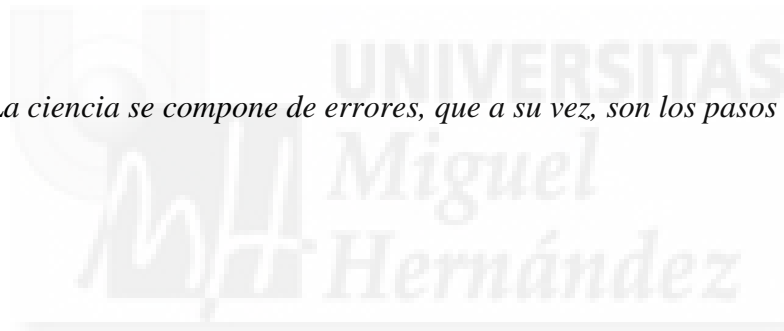 UNIVERSITAS
a ciencia se compone de errores, que a su vez, son los pasos
Miguel
Hernández